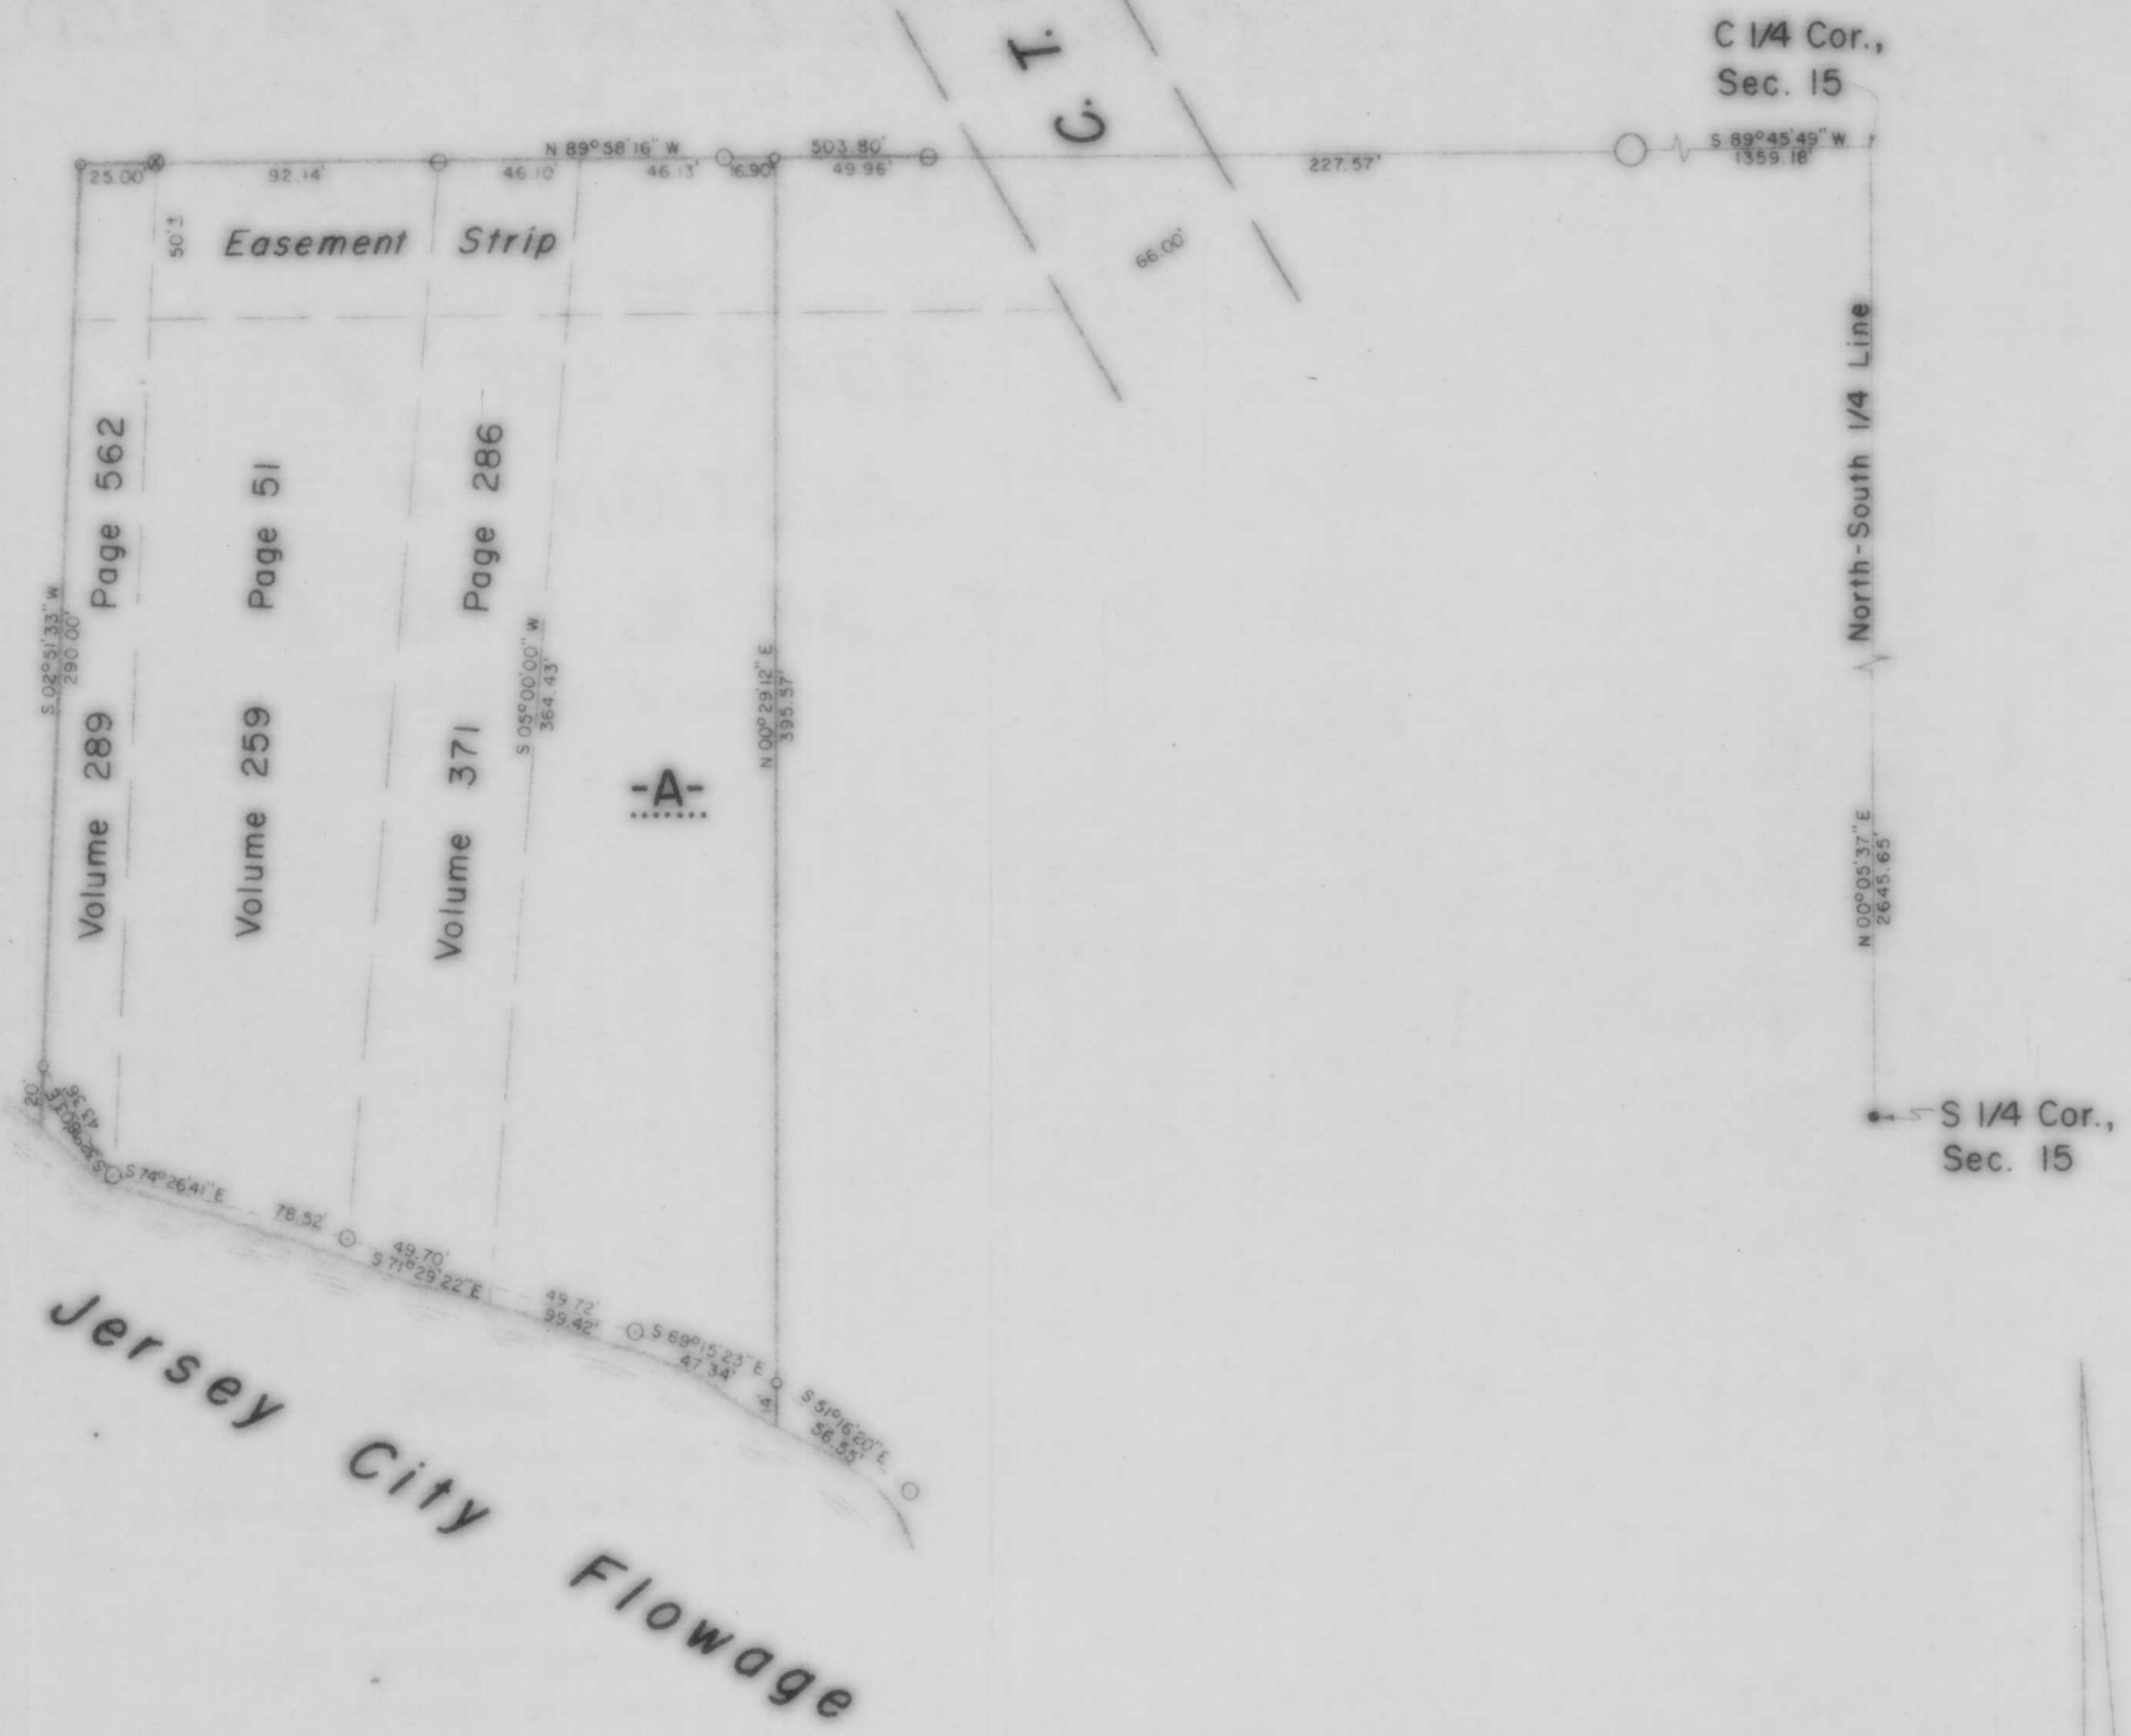 C 1/4 Cor.,
Sec. 15
T.
C.
N 89°58'16" W
503.80'
S 89°45'49" W
1359.18'
25.00'
92.14'
46.10'
46.13'
16.90'
49.96'
227.57'
50'±
Easement Strip
66.00'
North-South 1/4 Line
Volume 289 Page 562
Volume 259 Page 51
Volume 371 Page 286
S 02°51'33" W
290.00'
S 05°00'00" W
364.43'
N 00°29'12" E
395.57'
-A-
N 00°05'37" E
2645.65'
S 1/4 Cor.,
Sec. 15
20'
43.36'
S 74°26'41" E
78.52'
49.70'
S 71°29'22" E
49.72'
99.42'
S 69°15'23" E
47.34'
14'
S 51°16'20" E
56.55'
Jersey City Flowage